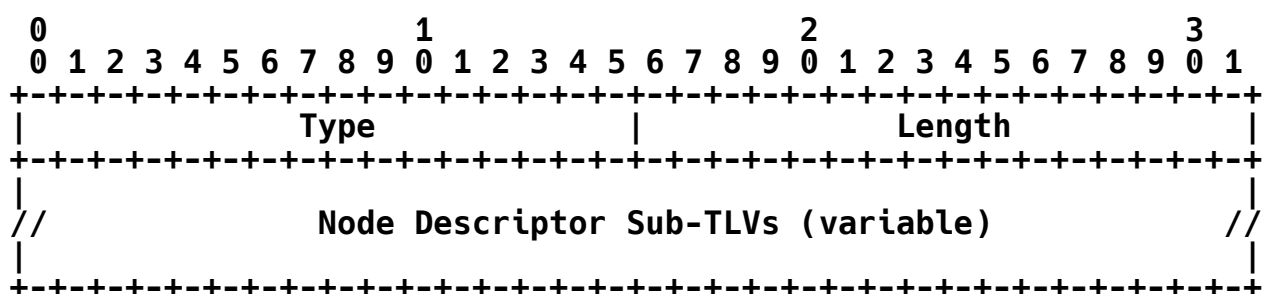 0                   1                   2                   3
 0 1 2 3 4 5 6 7 8 9 0 1 2 3 4 5 6 7 8 9 0 1 2 3 4 5 6 7 8 9 0 1
+-+-+-+-+-+-+-+-+-+-+-+-+-+-+-+-+-+-+-+-+-+-+-+-+-+-+-+-+-+-+-+-+
|              Type              |             Length            |
+-+-+-+-+-+-+-+-+-+-+-+-+-+-+-+-+-+-+-+-+-+-+-+-+-+-+-+-+-+-+-+-+
|                                                               |
//              Node Descriptor Sub-TLVs (variable)            //
|                                                               |
+-+-+-+-+-+-+-+-+-+-+-+-+-+-+-+-+-+-+-+-+-+-+-+-+-+-+-+-+-+-+-+-+